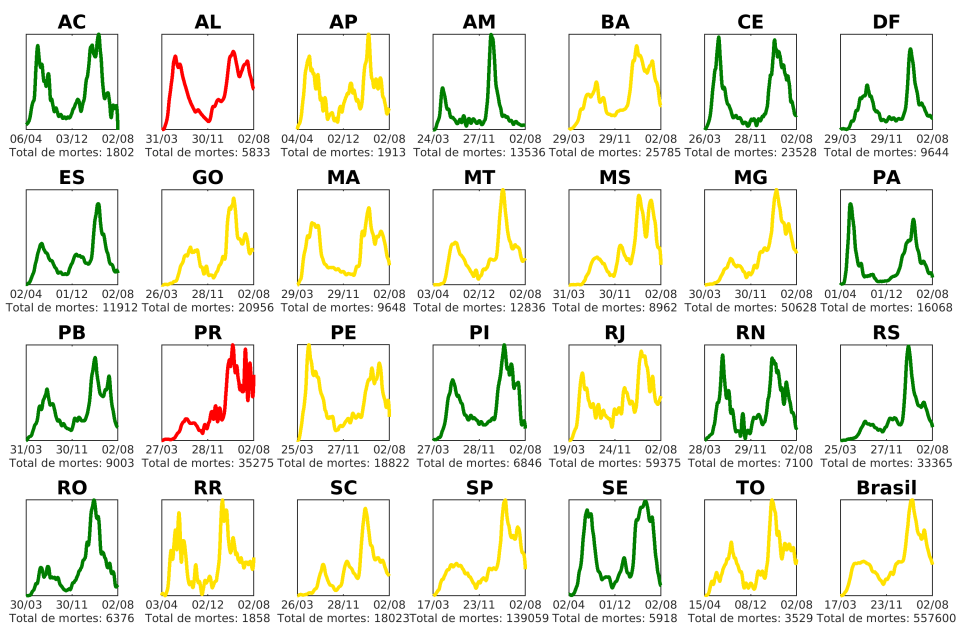 AC AL AP AM BA CE DF
06/04 03/12 02/08 31/03 30/11 02/08 04/04 02/12 02/08 24/03 27/11 02/08 29/03 29/11 02/08 26/03 28/11 02/08 29/03 29/11 02/08
Total de mortes: 1802 Total de mortes: 5833 Total de mortes: 1913 Total de mortes: 13536 Total de mortes: 25785 Total de mortes: 23528 Total de mortes: 9644
ES GO MA MT MS MG PA
02/04 01/12 02/08 26/03 28/11 02/08 29/03 29/11 02/08 03/04 02/12 02/08 31/03 30/11 02/08 30/03 30/11 02/08 01/04 01/12 02/08
Total de mortes: 11912 Total de mortes: 20956 Total de mortes: 9648 Total de mortes: 12836 Total de mortes: 8962 Total de mortes: 50628 Total de mortes: 16068
PB PR PE PI RJ RN RS
31/03 30/11 02/08 27/03 28/11 02/08 25/03 27/11 02/08 27/03 28/11 02/08 19/03 24/11 02/08 28/03 29/11 02/08 25/03 27/11 02/08
Total de mortes: 9003 Total de mortes: 35275 Total de mortes: 18822 Total de mortes: 6846 Total de mortes: 59375 Total de mortes: 7100 Total de mortes: 33365
RO RR SC SP SE TO Brasil
30/03 30/11 02/08 03/04 02/12 02/08 26/03 28/11 02/08 17/03 23/11 02/08 02/04 01/12 02/08 15/04 08/12 02/08 17/03 23/11 02/08
Total de mortes: 6376 Total de mortes: 1858 Total de mortes: 18023 Total de mortes: 139059 Total de mortes: 5918 Total de mortes: 3529 Total de mortes: 557600